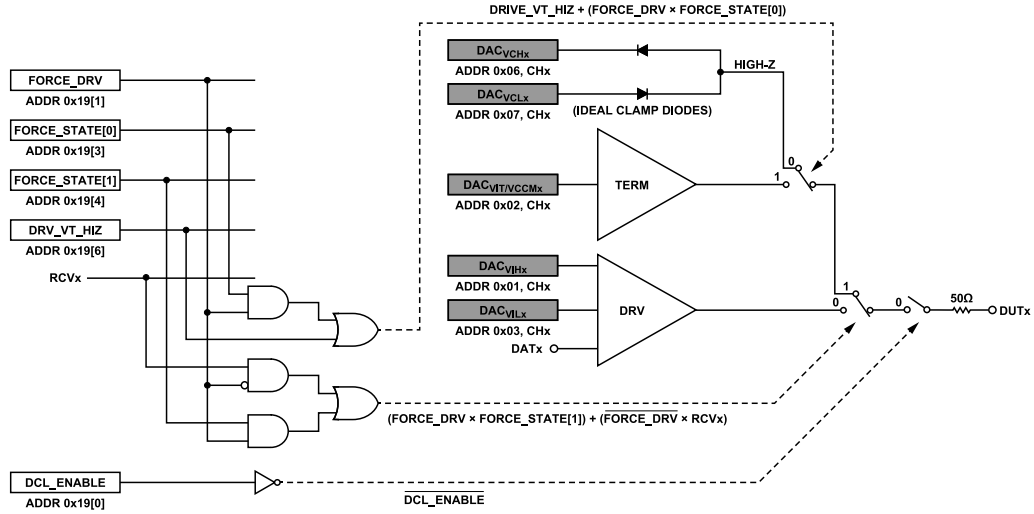 DRIVE_VT_HIZ + (FORCE_DRV × FORCE_STATE[0])
DAC_VCHx
ADDR 0x06, CHx
HIGH-Z
DAC_VCLx
ADDR 0x07, CHx
(IDEAL CLAMP DIODES)
FORCE_DRV
ADDR 0x19[1]
FORCE_STATE[0]
ADDR 0x19[3]
FORCE_STATE[1]
ADDR 0x19[4]
DRV_VT_HIZ
ADDR 0x19[6]
RCVx
0
1
DAC_VIT/VCCMx
ADDR 0x02, CHx
TERM
DAC_VIHx
ADDR 0x01, CHx
DAC_VILx
ADDR 0x03, CHx
DRV
DATx
1
0
0
50Ω
DUTx
(FORCE_DRV × FORCE_STATE[1]) + (FORCE_DRV × RCVx)
DCL_ENABLE
ADDR 0x19[0]
DCL_ENABLE